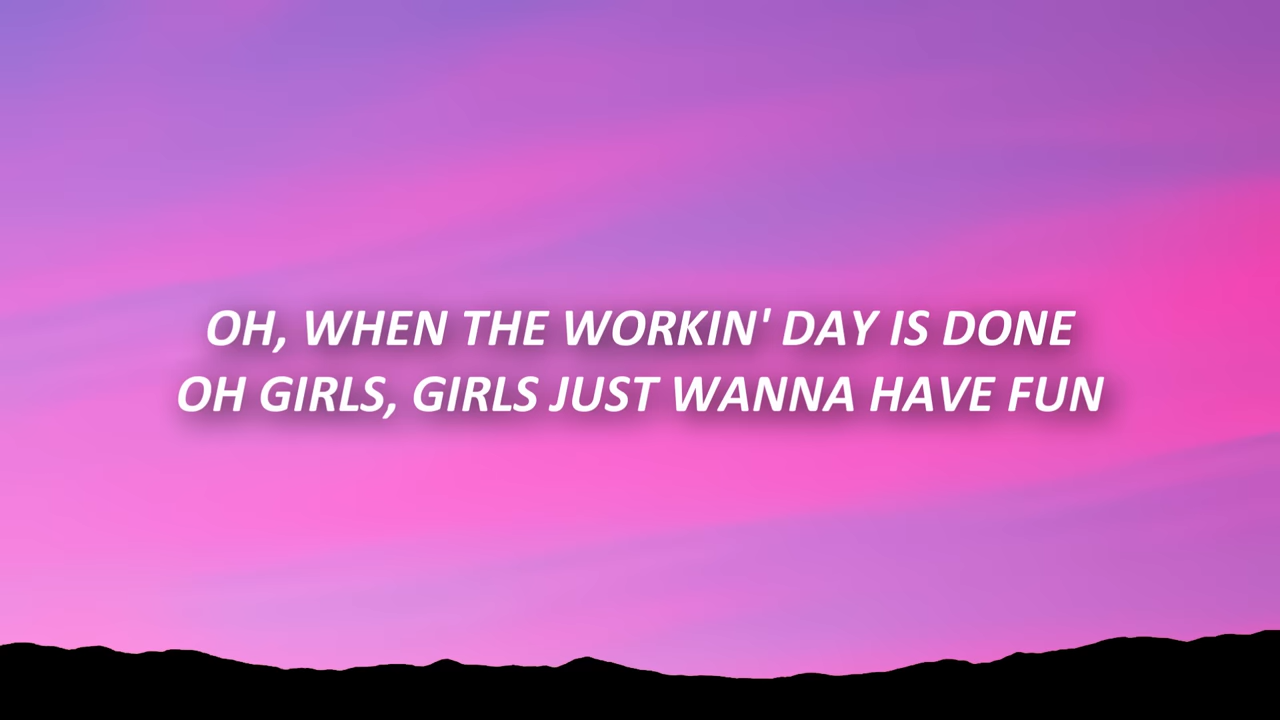 OH, WHEN THE WORKIN' DAY IS DONE
OH GIRLS, GIRLS JUST WANNA HAVE FUN